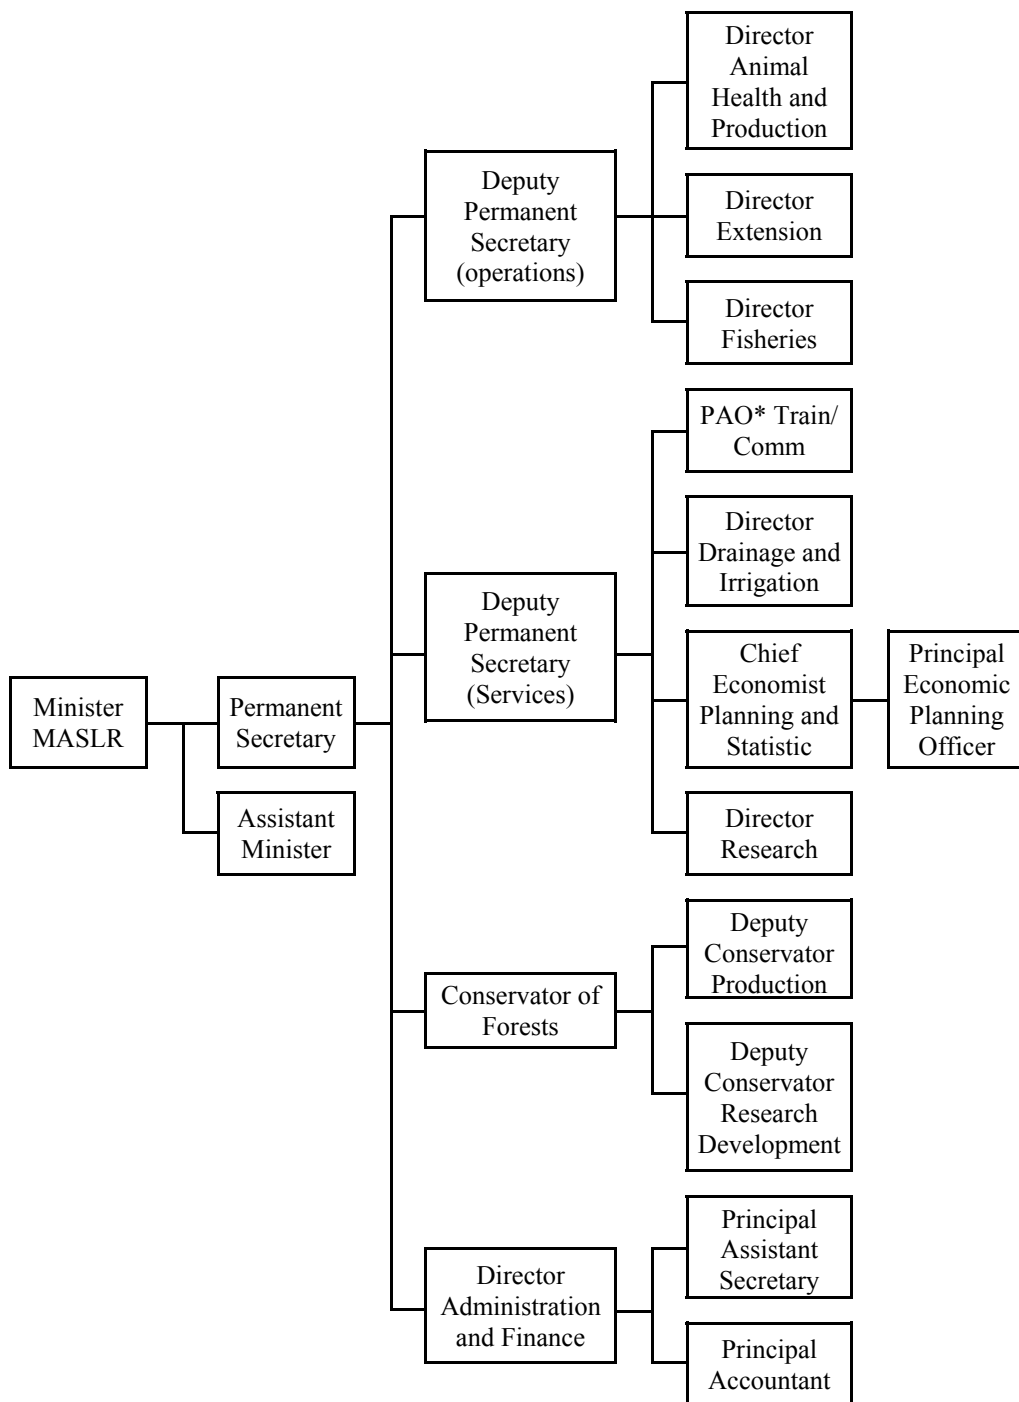 Director
Animal
Health and
Production
Deputy
Permanent
Secretary
(operations)
Director
Extension
Director
Fisheries
PAO* Train/
Comm
Director
Drainage and
Irrigation
Deputy
Permanent
Secretary
(Services)
Chief
Economist
Planning and
Statistic
Principal
Economic
Planning
Officer
Minister
MASLR
Permanent
Secretary
Assistant
Minister
Director
Research
Deputy
Conservator
Production
Conservator of
Forests
Deputy
Conservator
Research
Development
Principal
Assistant
Secretary
Director
Administration
and Finance
Principal
Accountant